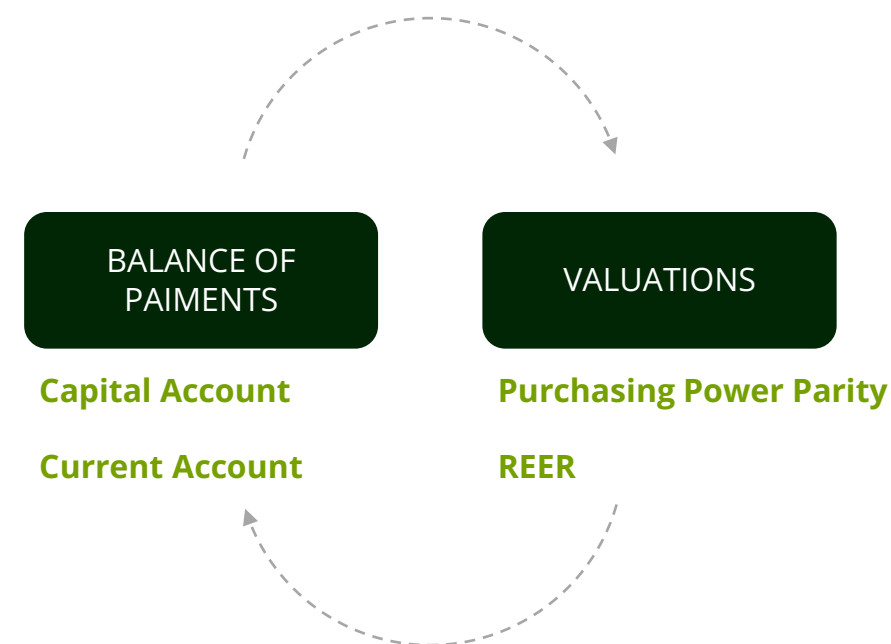 BALANCE OF
PAIMENTS
VALUATIONS
Capital Account
Current Account
Purchasing Power Parity
REER